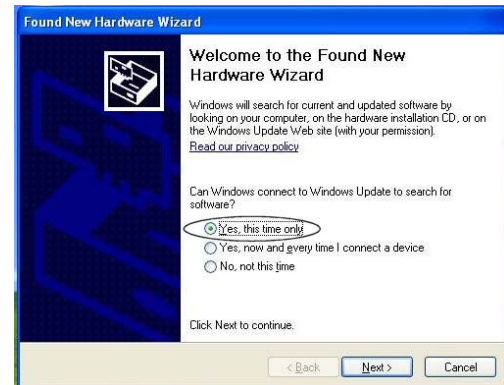 Found New Hardware Wizard
Welcome to the Found New
Hardware Wizard
Windows will search for current and updated software by
looking on your computer, on the hardware installation CD, or on
the Windows Update Web site (with your permission).
Read our privacy policy
Can Windows connect to Windows Update to search for
software?
Yes, this time only
Yes, now and every time I connect a device
No, not this time
Click Next to continue.
< Back Next > Cancel